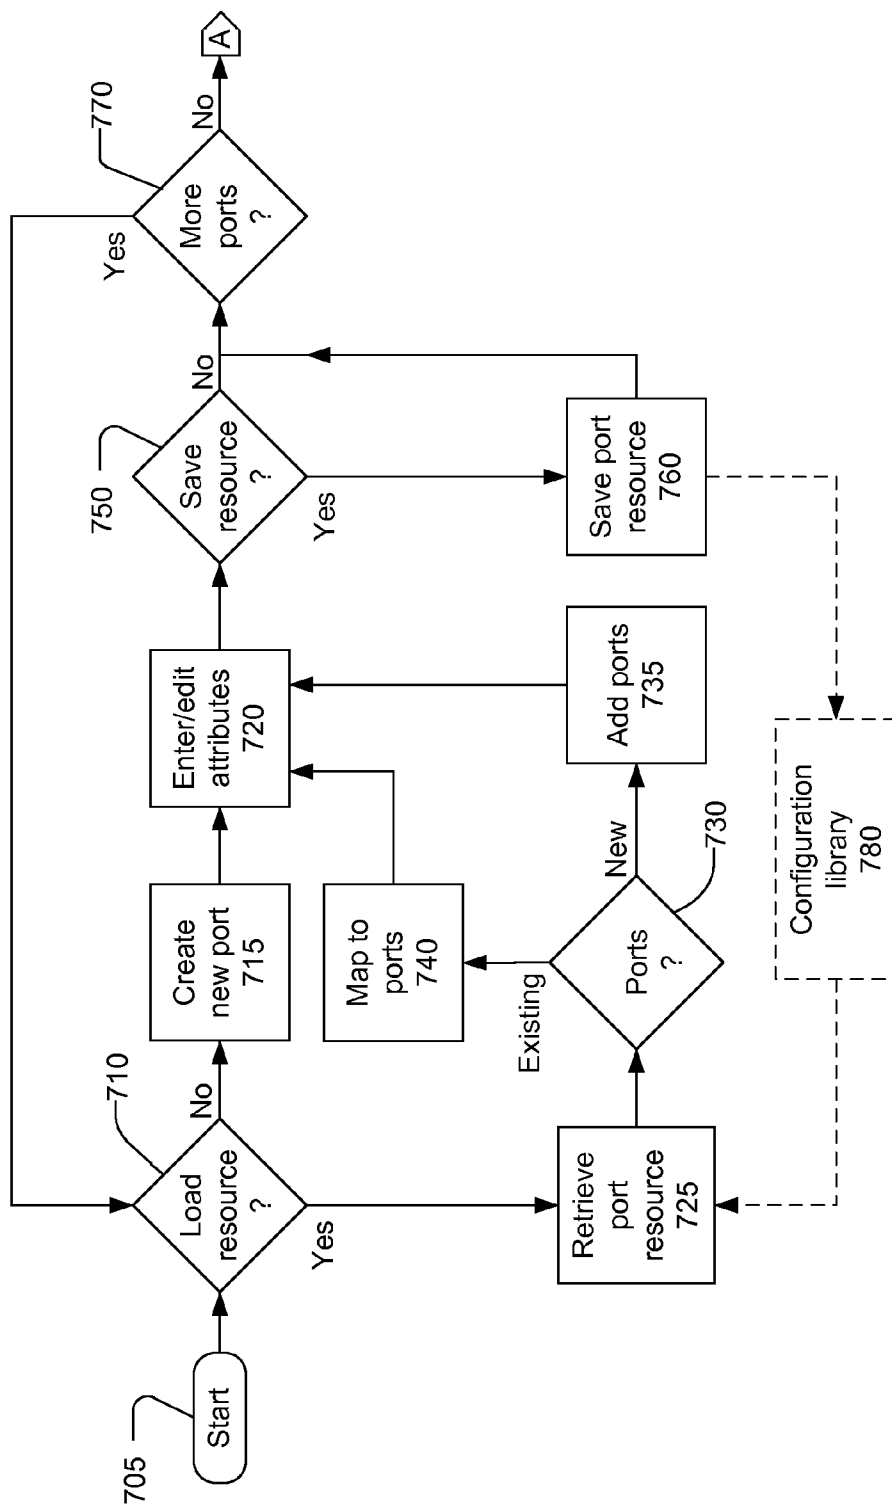 705
Start
710
Load
resource
?
No
Yes
Create
new port
715
Enter/edit
attributes
720
750
Save
resource
?
No
Yes
770
More
ports
?
Yes
No
A
Map to
ports
740
Retrieve
port
resource
725
Existing
Ports
?
730
New
Add ports
735
Save port
resource
760
Configuration
library
780